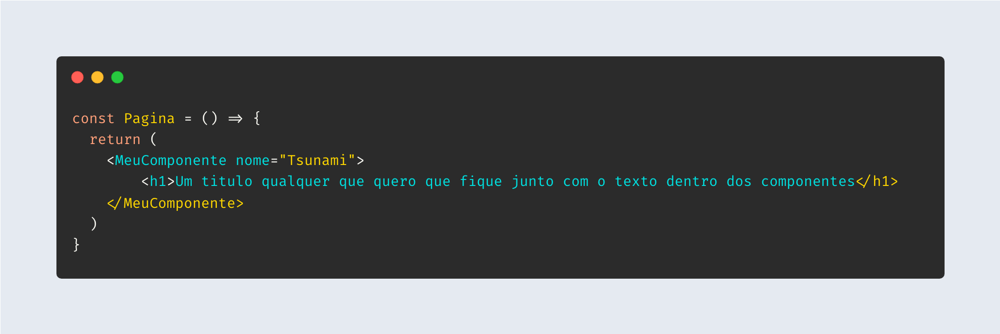 const Pagina = () => {
  return (
    <MeuComponente nome="Tsunami">
        <h1>Um titulo qualquer que quero que fique junto com o texto dentro dos componentes</h1>
    </MeuComponente>
  )
}